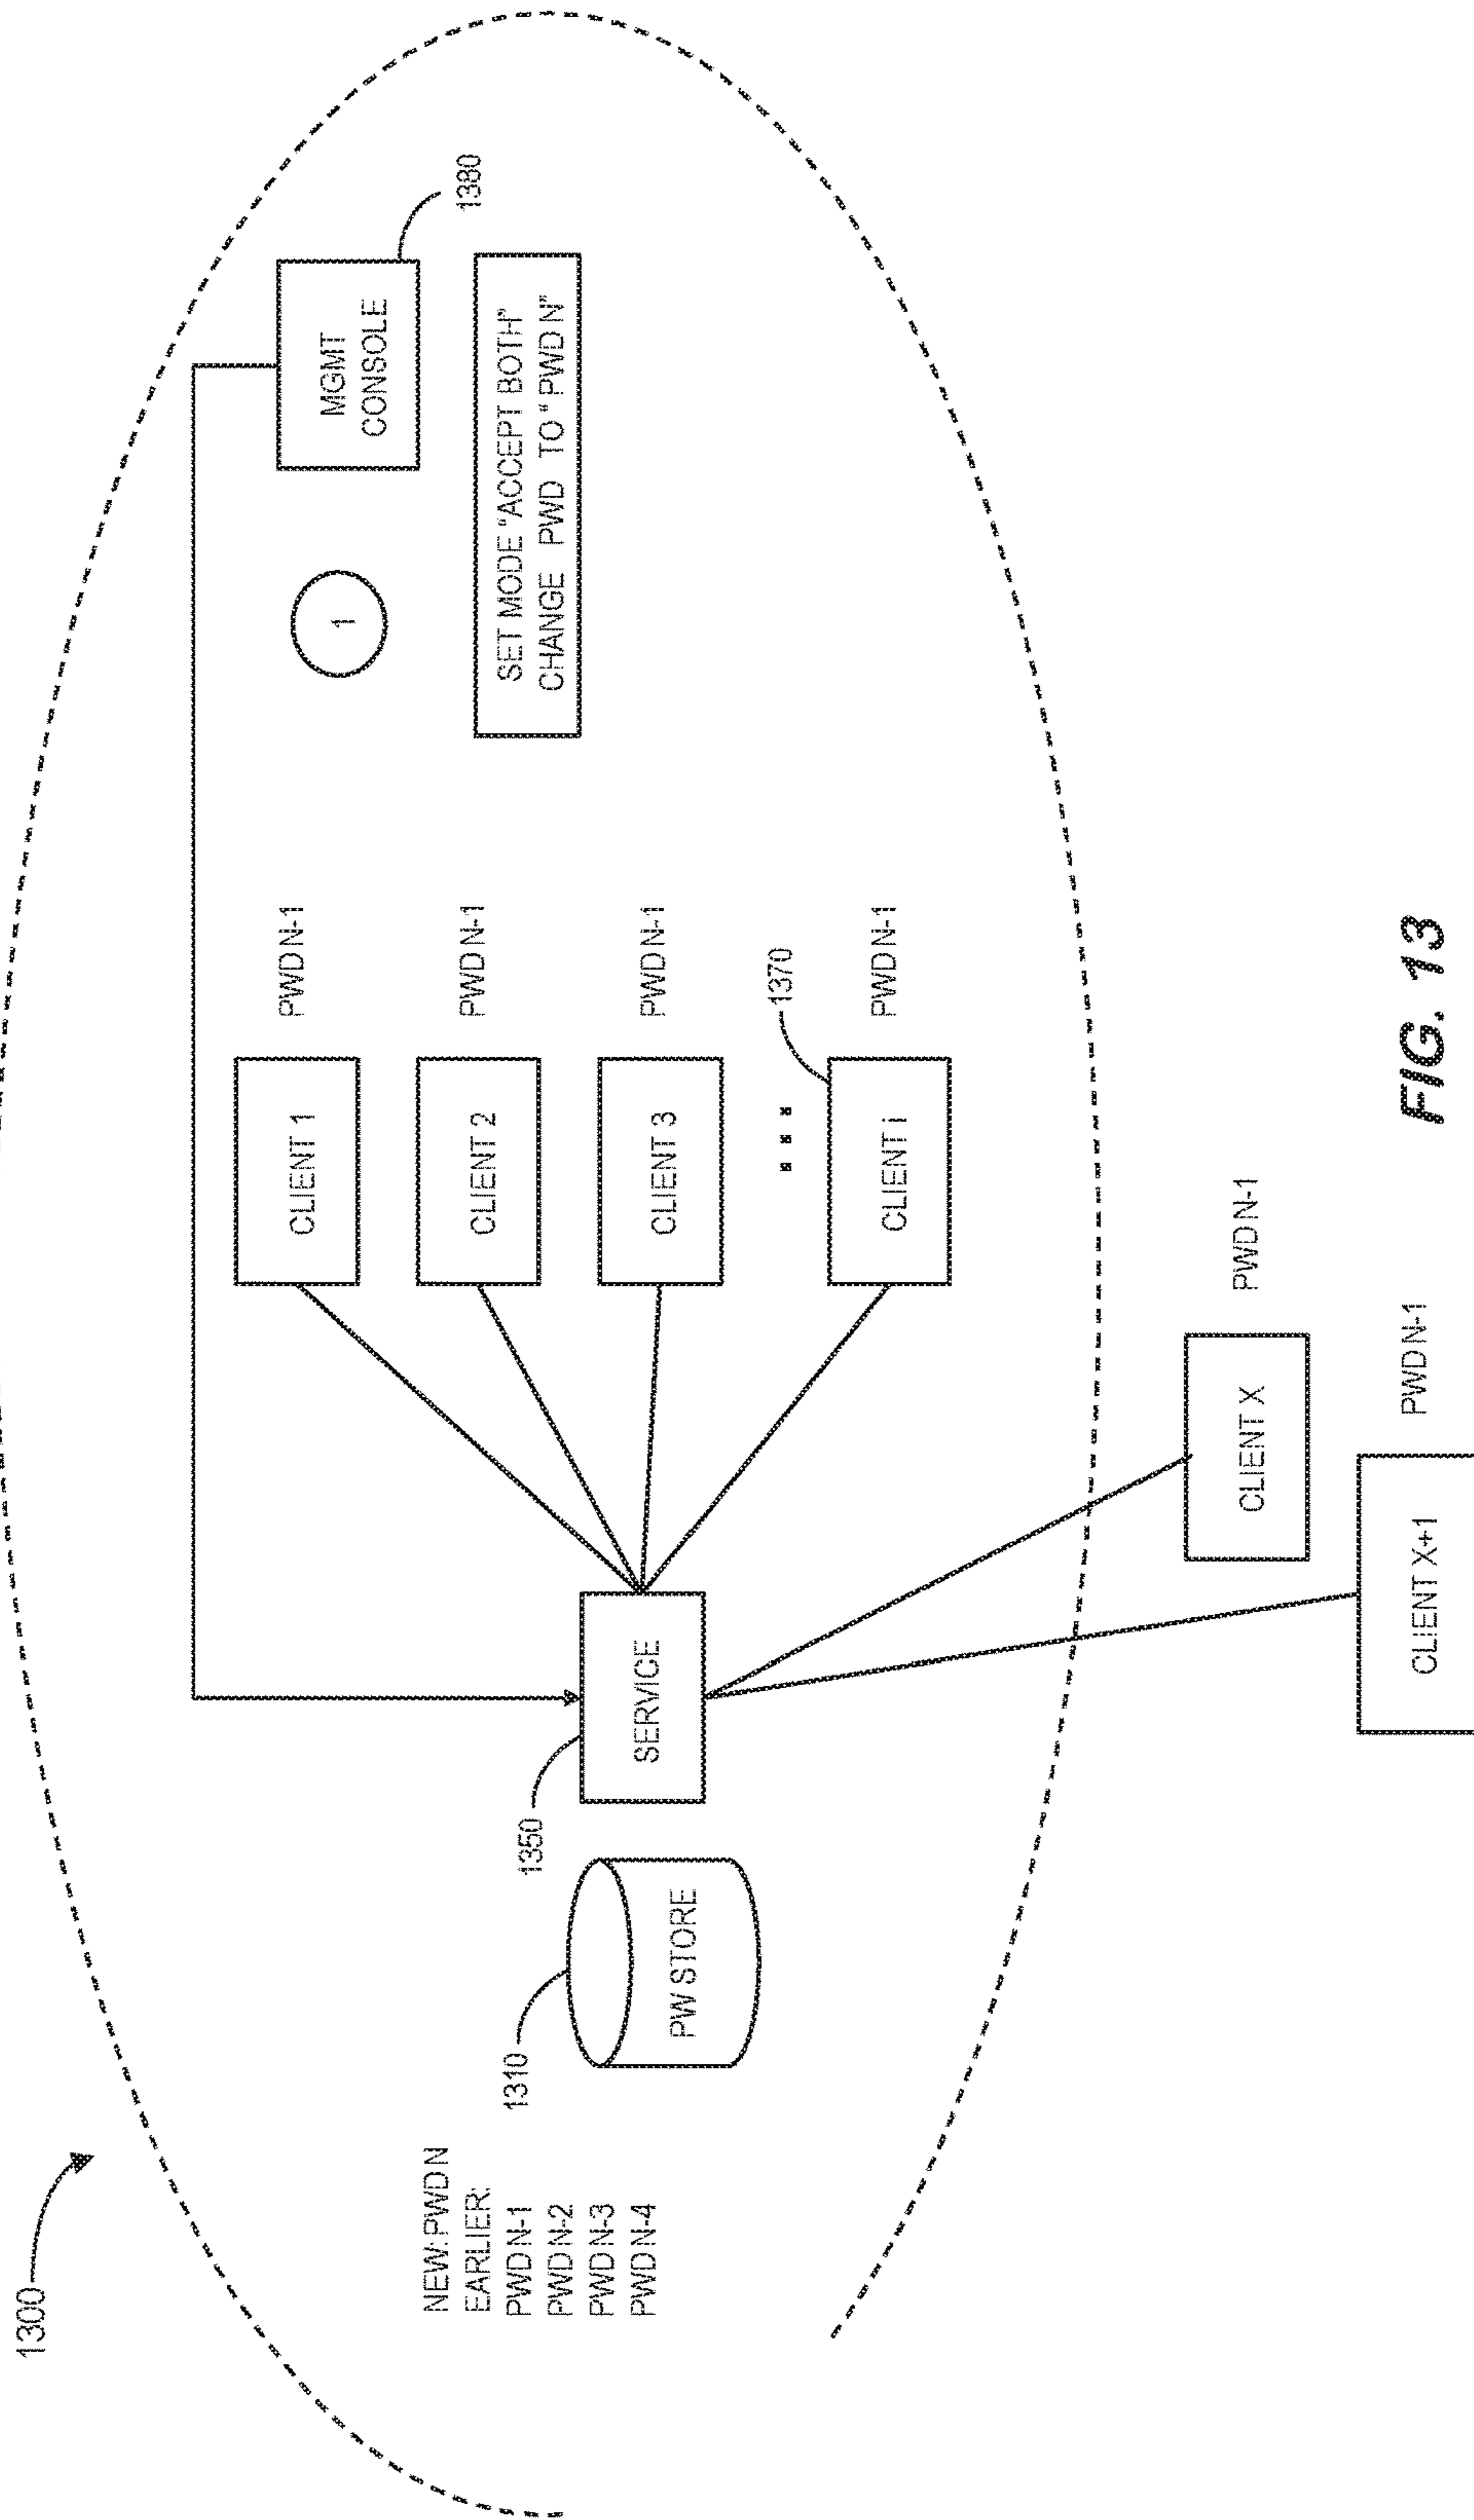 1300
NEW: PWD N
EARLIER:
PWD N-1
PWD N-2
PWD N-3
PWD N-4
1310
PW STORE
1350
SERVICE
CLIENT 1
PWD N-1
CLIENT 2
PWD N-1
CLIENT 3
PWD N-1
1370
CLIENT i
PWD N-1
1
MGMT
CONSOLE
1380
SET MODE "ACCEPT BOTH"
CHANGE PWD TO "PWD N"
CLIENT X
PWD N-1
CLIENT X+1
PWD N-1
FIG. 13